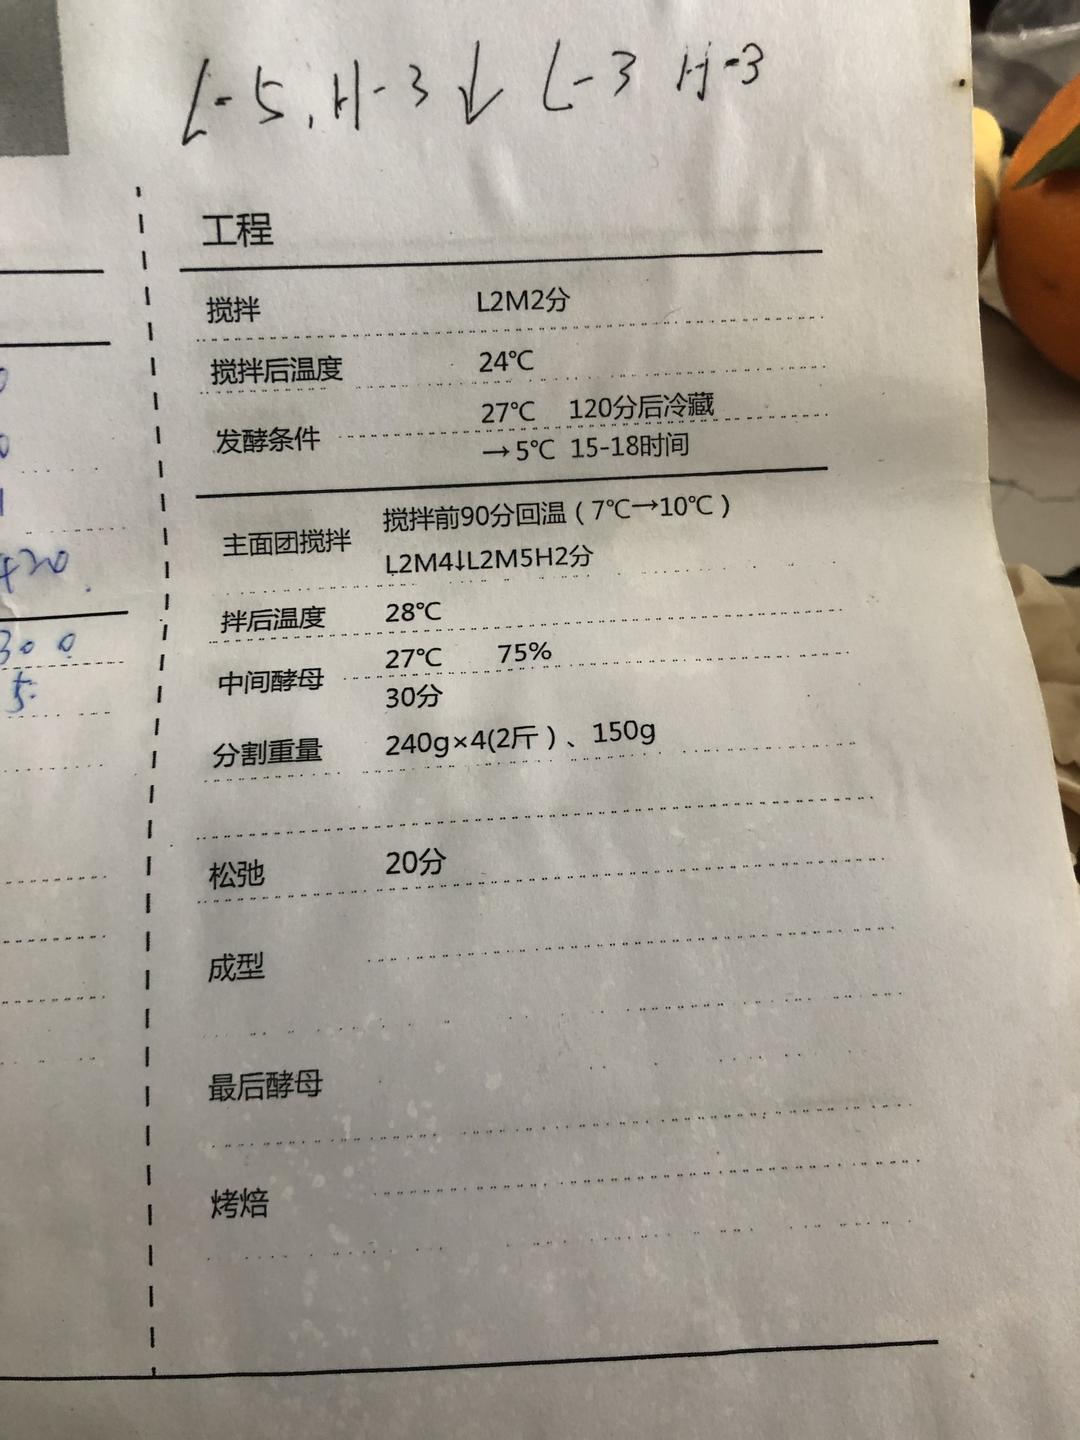 L-5, H-3 ↓ L-3 H-3
工程
搅拌 L2M2分
搅拌后温度 24℃
发酵条件 27℃ 120分后冷藏
→5℃ 15-18时间
主面团搅拌 搅拌前90分回温（7℃→10℃）
L2M4↓L2M5H2分
拌后温度 28℃
中间酵母 27℃ 75%
30分
分割重量 240g×4(2斤）、150g
松弛 20分
成型
最后酵母
烤焙
420
300
5